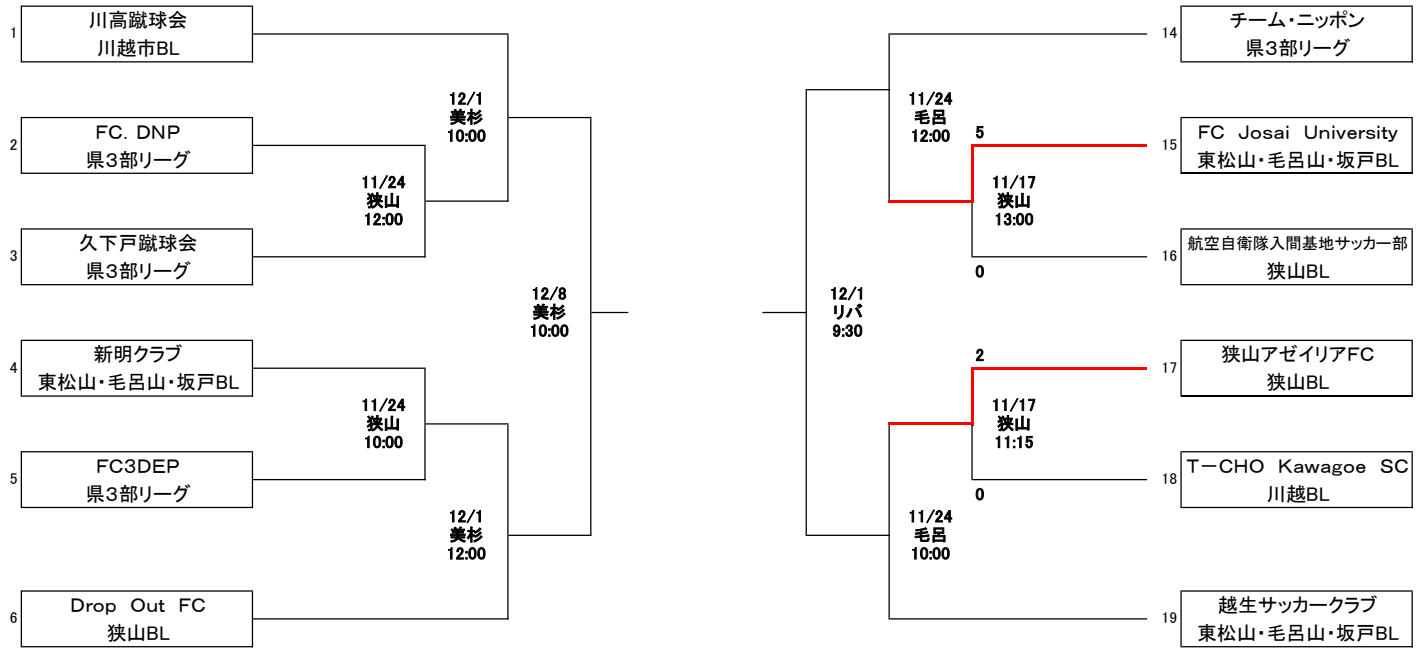 1
川高蹴球会
川越市BL
2
FC. DNP
県3部リーグ
3
久下戸蹴球会
県3部リーグ
4
新明クラブ
東松山・毛呂山・坂戸BL
5
FC3DEP
県3部リーグ
6
Drop Out FC
狭山BL
11/24
狭山
12:00
11/24
狭山
10:00
12/1
美杉
10:00
12/1
美杉
12:00
12/8
美杉
10:00
12/1
リバ
9:30
11/24
毛呂
12:00
11/24
毛呂
10:00
5
11/17
狭山
13:00
0
2
11/17
狭山
11:15
0
14
チーム・ニッポン
県3部リーグ
15
FC Josai University
東松山・毛呂山・坂戸BL
16
航空自衛隊入間基地サッカー部
狭山BL
17
狭山アゼイリアFC
狭山BL
18
T-CHO Kawagoe SC
川越BL
19
越生サッカークラブ
東松山・毛呂山・坂戸BL